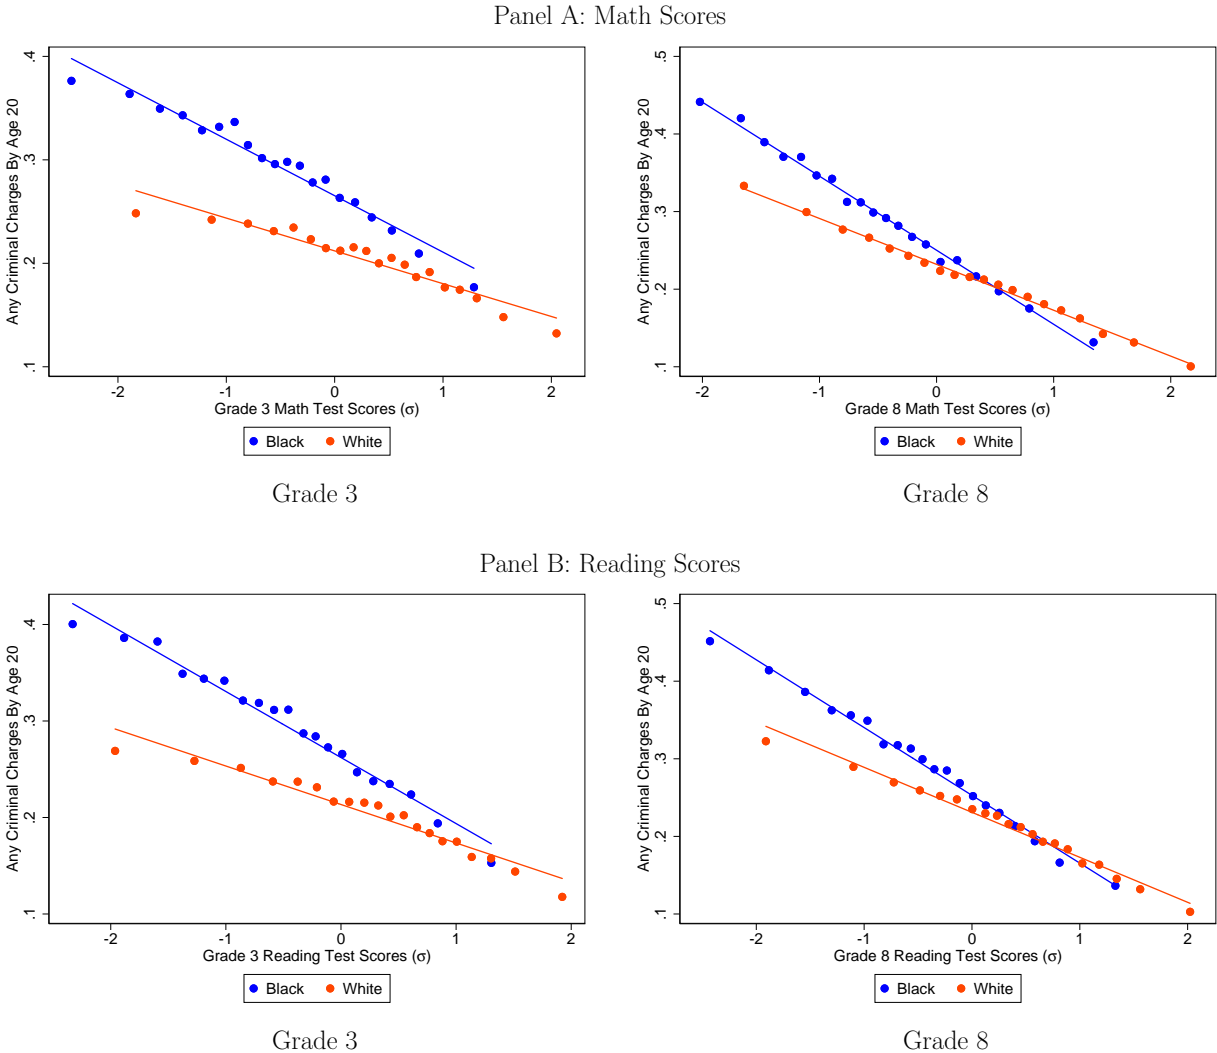 Panel A: Math Scores
Any Criminal Charges By Age 20
.4
.3
.2
.1
-2 -1 0 1 2
Grade 3 Math Test Scores (σ)
Black White
Grade 3
Any Criminal Charges By Age 20
.5
.4
.3
.2
.1
-2 -1 0 1 2
Grade 8 Math Test Scores (σ)
Black White
Grade 8
Panel B: Reading Scores
Any Criminal Charges By Age 20
.4
.3
.2
.1
-2 -1 0 1 2
Grade 3 Reading Test Scores (σ)
Black White
Grade 3
Any Criminal Charges By Age 20
.5
.4
.3
.2
.1
-2 -1 0 1 2
Grade 8 Reading Test Scores (σ)
Black White
Grade 8